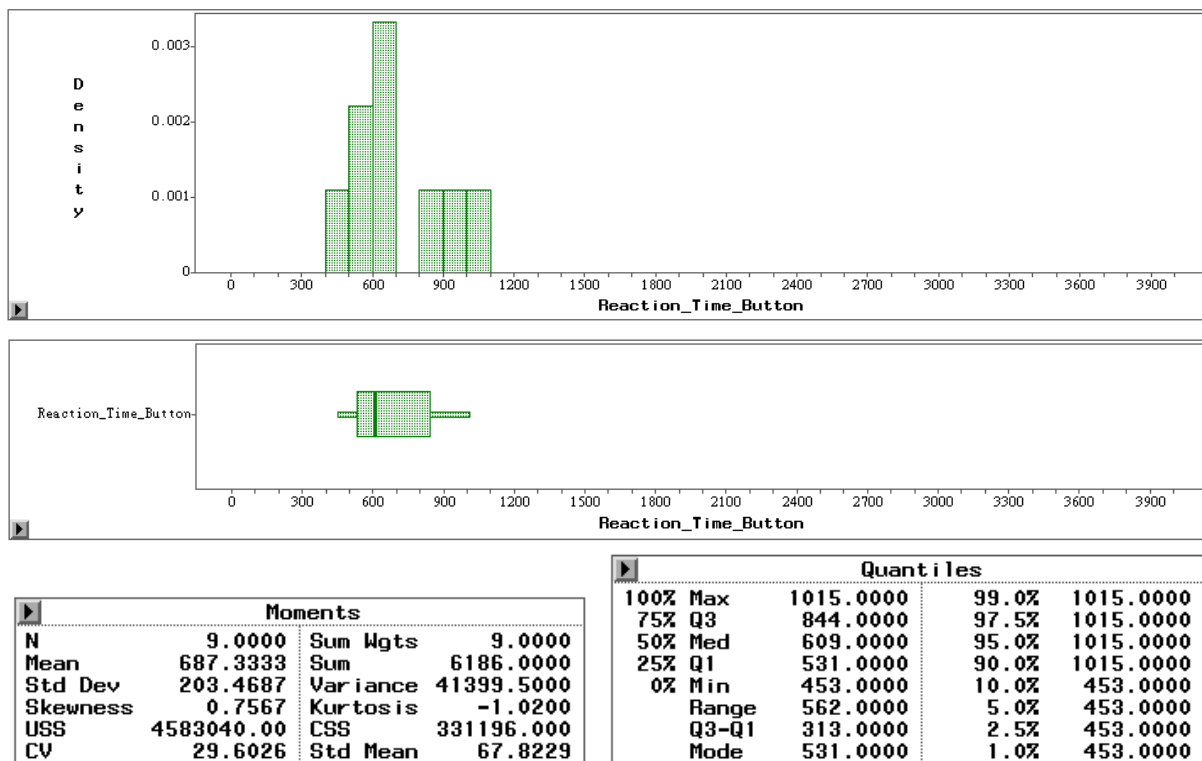 0.003
0.002
0.001
0
Density
0 300 600 900 1200 1500 1800 2100 2400 2700 3000 3300 3600 3900
Reaction_Time_Button
Reaction_Time_Button
0 300 600 900 1200 1500 1800 2100 2400 2700 3000 3300 3600 3900
Reaction_Time_Button
Moments
N 9.0000 Sum Wgts 9.0000
Mean 687.3333 Sum 6186.0000
Std Dev 203.4687 Variance 41399.5000
Skewness 0.7567 Kurtosis -1.0200
USS 4583040.00 CSS 331196.000
CV 29.6026 Std Mean 67.8229
Quantiles
100% Max 1015.0000 99.0% 1015.0000
75% Q3 844.0000 97.5% 1015.0000
50% Med 609.0000 95.0% 1015.0000
25% Q1 531.0000 90.0% 1015.0000
0% Min 453.0000 10.0% 453.0000
Range 562.0000 5.0% 453.0000
Q3-Q1 313.0000 2.5% 453.0000
Mode 531.0000 1.0% 453.0000